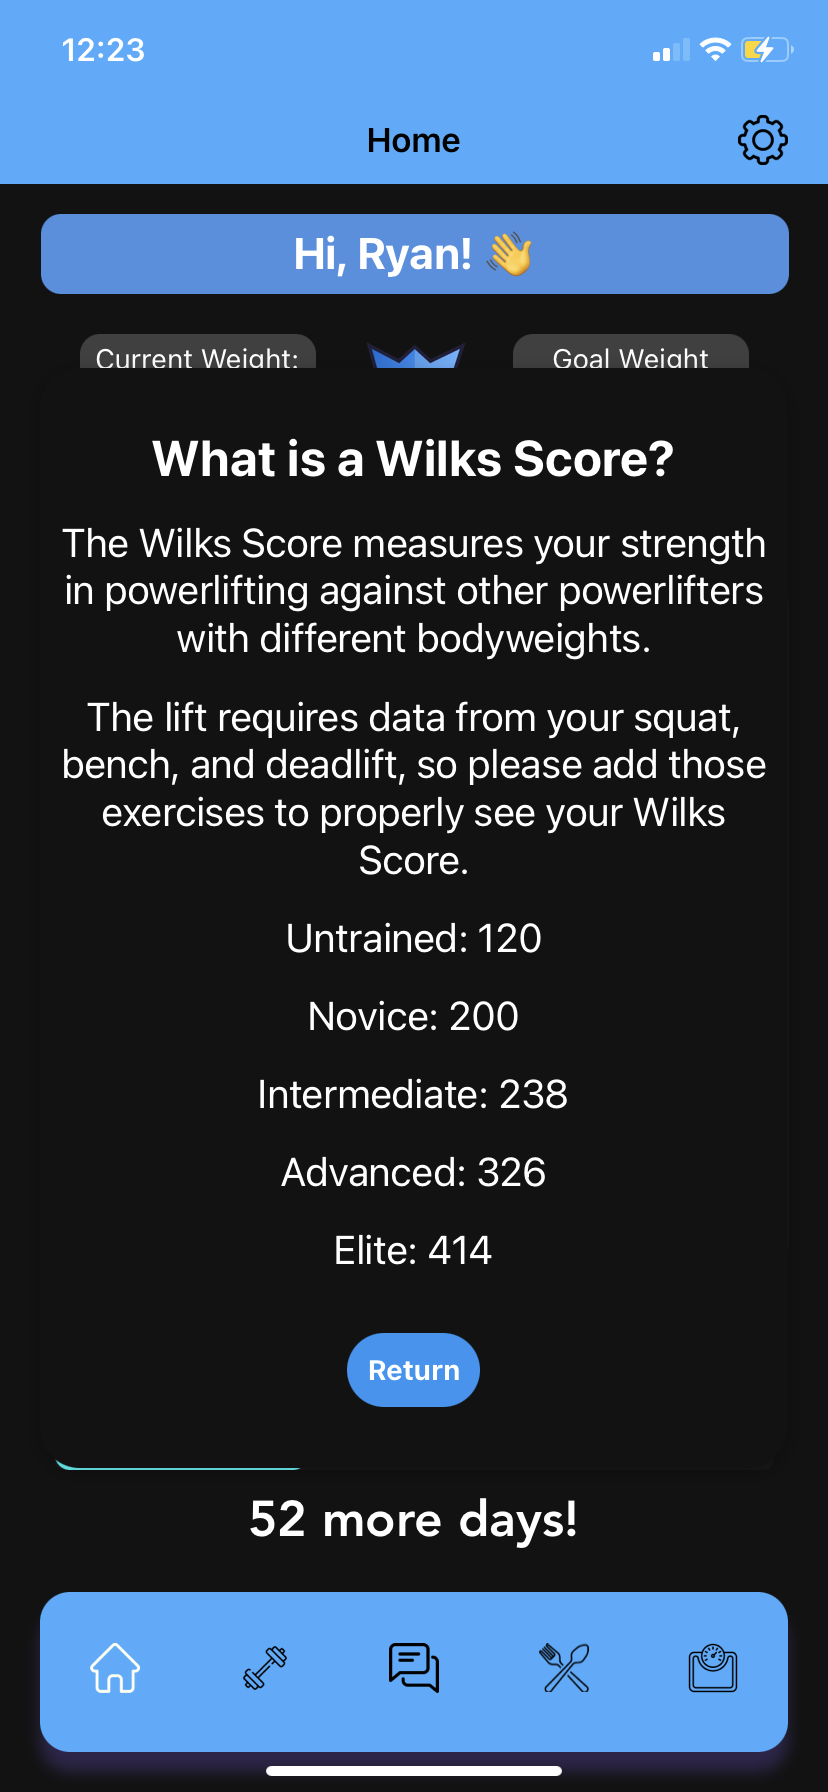 12:23
Home
Hi, Ryan! 👋
Current Weight:
Goal Weight
What is a Wilks Score?
The Wilks Score measures your strength
in powerlifting against other powerlifters
with different bodyweights.
The lift requires data from your squat,
bench, and deadlift, so please add those
exercises to properly see your Wilks
Score.
Untrained: 120
Novice: 200
Intermediate: 238
Advanced: 326
Elite: 414
Return
52 more days!